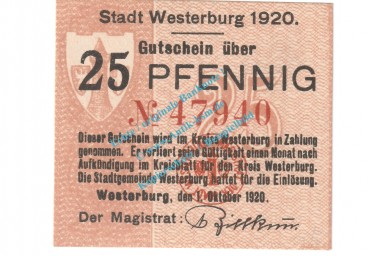 Stadt Westerburg 1920.
Gutschein über
25 PFENNIG
№ 47940
Dieser Gutschein wird im Kreise Westerburg in Zahlung
genommen. Er verliert seine Gültigkeit einen Monat nach
Aufkündigung im Kreisblatt für den Kreis Westerburg.
Die Stadtgemeinde Westerburg haftet für die Einlösung.
Westerburg, den 1. Oktober 1920.
Der Magistrat: